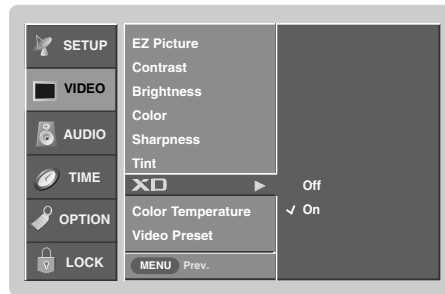 SETUP
VIDEO
AUDIO
TIME
OPTION
LOCK
EZ Picture
Contrast
Brightness
Color
Sharpness
Tint
XD ►
Color Temperature
Video Preset
MENU Prev.
Off
✓ On